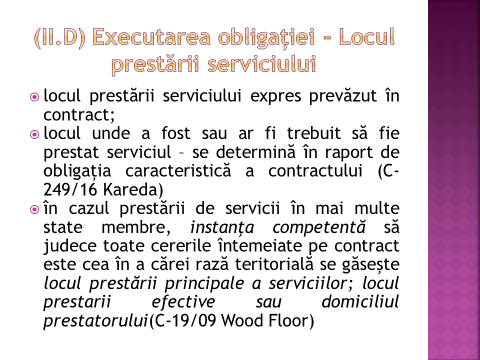 (II.D) Executarea obligaţiei – Locul
prestării serviciului
locul prestării serviciului expres prevăzut în
contract;
locul unde a fost sau ar fi trebuit să fie
prestat serviciul – se determină în raport de
obligația caracteristică a contractului (C-
249/16 Kareda)
în cazul prestării de servicii în mai multe
state membre, instanța competentă să
judece toate cererile întemeiate pe contract
este cea în a cărei rază teritorială se găsește
locul prestării principale a serviciilor; locul
prestarii efective sau domiciliul
prestatorului(C-19/09 Wood Floor)